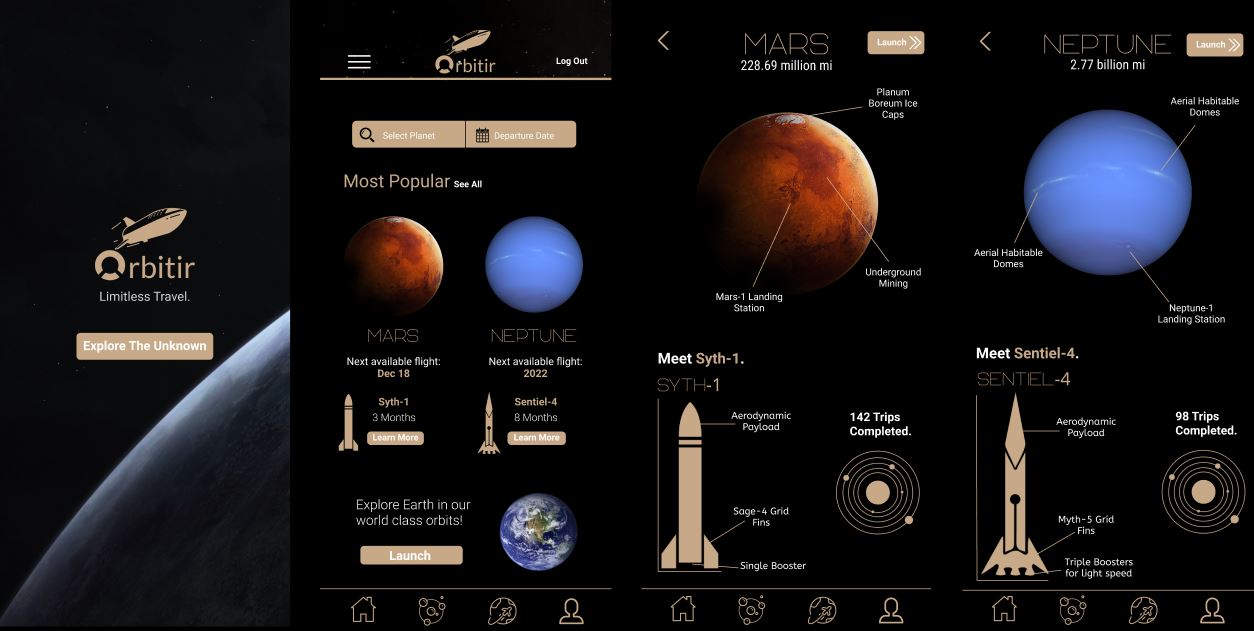 Orbitir
Limitless Travel.
Explore The Unknown
Orbitir
Log Out
Select Planet
Departure Date
Most Popular See All
MARS
Next available flight:
Dec 18
Syth-1
3 Months
Learn More
NEPTUNE
Next available flight:
2022
Sentiel-4
8 Months
Learn More
Explore Earth in our
world class orbits!
Launch
MARS
228.69 million mi
Launch
Planum
Boreum Ice
Caps
Underground
Mining
Mars-1 Landing
Station
Meet Syth-1.
SYTH-1
Aerodynamic
Payload
142 Trips
Completed.
Sage-4 Grid
Fins
Single Booster
NEPTUNE
2.77 billion mi
Launch
Aerial Habitable
Domes
Aerial Habitable
Domes
Neptune-1
Landing Station
Meet Sentiel-4.
SENTIEL-4
Aerodynamic
Payload
98 Trips
Completed.
Myth-5 Grid
Fins
Triple Boosters
for light speed